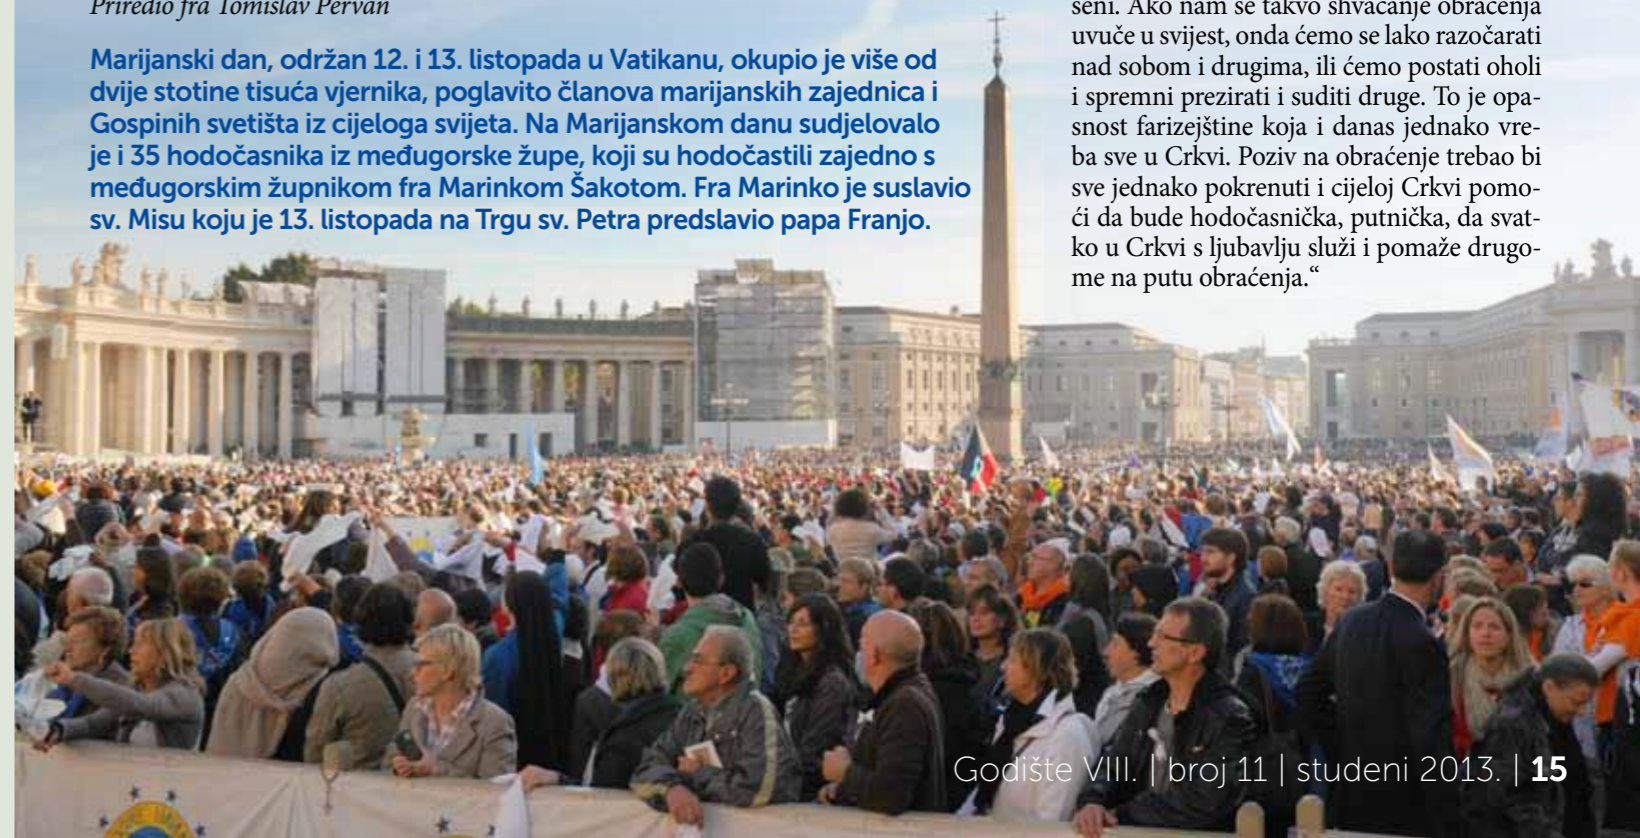 Priredio fra Tomislav Pervan
Marijanski dan, održan 12. i 13. listopada u Vatikanu, okupio je više od
dvije stotine tisuća vjernika, poglavito članova marijanskih zajednica i
Gospinih svetišta iz cijeloga svijeta. Na Marijanskom danu sudjelovalo
je i 35 hodočasnika iz međugorske župe, koji su hodočastili zajedno s
međugorskim župnikom fra Marinkom Šakotom. Fra Marinko je suslavio
sv. Misu koju je 13. listopada na Trgu sv. Petra predslavio papa Franjo.
šeni. Ako nam se takvo shvaćanje obraćenja
uvuče u svijest, onda ćemo se lako razočarati
nad sobom i drugima, ili ćemo postati oholi
i spremni prezirati i suditi druge. To je opa-
snost farizejštine koja i danas jednako vre-
ba sve u Crkvi. Poziv na obraćenje trebao bi
sve jednako pokrenuti i cijeloj Crkvi pomo-
ći da bude hodočasnička, putnička, da svat-
ko u Crkvi s ljubavlju služi i pomaže drugo-
me na putu obraćenja.“
Godište VIII. | broj 11 | studeni 2013. | 15